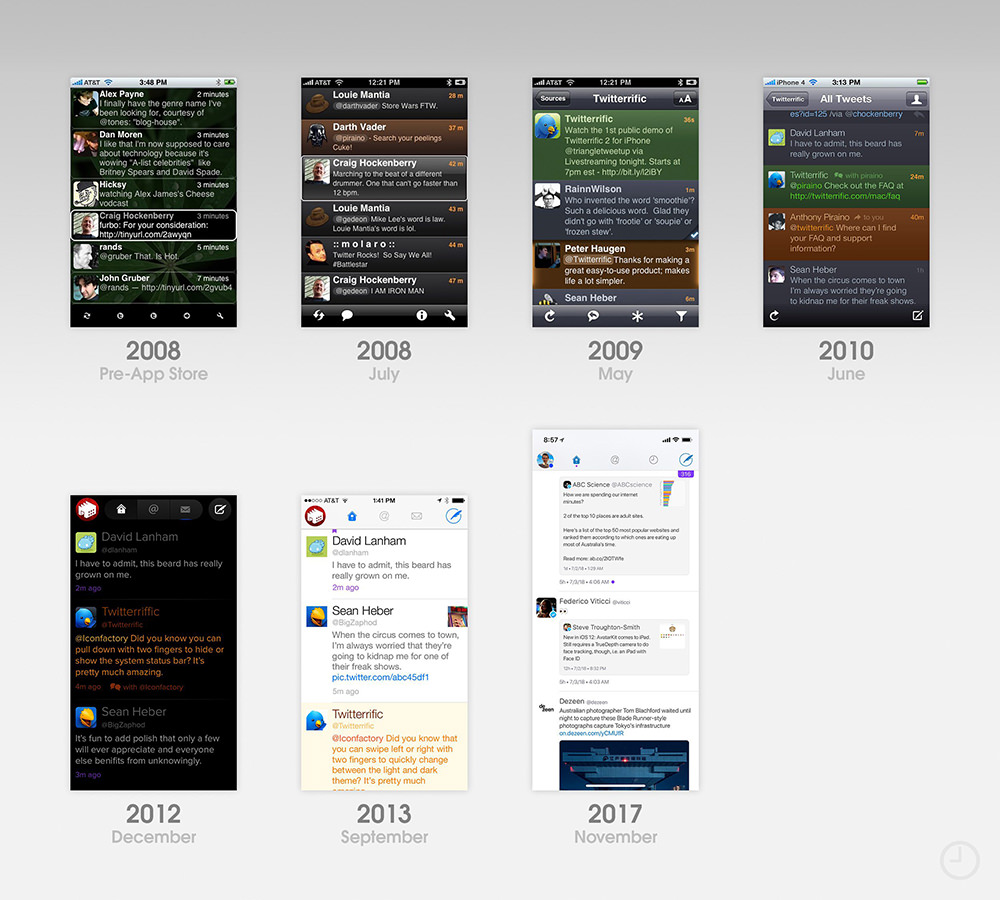 AT&T 3:48 PM
Alex Payne 2 minutes
I finally have the genre name I've
been looking for, courtesy of
@tones: "blog-house".
Dan Moren 3 minutes
I like that I'm now supposed to care
about technology because it's
wowing "A-list celebrities" like
Britney Spears and David Spade.
Hicksy 3 minutes
watching Alex James's Cheese
vodcast
Craig Hockenberry 3 minutes
furbo: For your consideration:
http://tinyurl.com/2awyqn
rands 5 minutes
@gruber That. Is Hot.
John Gruber 7 minutes
@rands — http://tinyurl.com/2gvub4
2008
Pre-App Store
AT&T 12:21 PM
Louie Mantia 28 m
@darthvader Store Wars FTW.
Darth Vader 37 m
@piraino - Search your peelings
Cuke!
Craig Hockenberry 42 m
Marching to the beat of a different
drummer. One that can't go faster than
12 bpm.
Louie Mantia 43 m
@gedeon Mike Lee's word is law.
Louie Mantia's word is lol.
:: m o l a r o :: 44 m
Twitter Rocks! So Say We All!
#Battlestar
Craig Hockenberry 47 m
@gedeon I AM IRON MAN
2008
July
AT&T 12:21 PM
Sources Twitterrific AA
Twitterrific 36s
Watch the 1st public demo of
Twitterrific 2 for iPhone
@triangletweetup via
Livestreaming tonight. Starts at
7pm est - http://bit.ly/l2iBY
RainnWilson 1m
Who invented the word 'smoothie'?
Such a delicious word. Glad they
didn't go with 'frootie' or 'soupie' or
'frozen stew'.
Peter Haugen 3m
@Twitterrific Thanks for making a
great easy-to-use product; makes
life a lot simpler.
Sean Heber 6m
2009
May
iPhone 4 3:13 PM
Twitterrific All Tweets
es?id=125 /via @chockenberry
David Lanham 7m
I have to admit, this beard has
really grown on me.
Twitterrific with piraino 24m
@piraino Check out the FAQ at
http://twitterrific.com/mac/faq
Anthony Piraino to you 40m
@twitterrific Where can I find
your FAQ and support
information?
Sean Heber 1h
When the circus comes to town,
I'm always worried they're going
to kidnap me for their freak shows.
2010
June
@
David Lanham
@dlanham
I have to admit, this beard has really
grown on me.
2m ago
Twitterriffic
@Twitterrific
@Iconfactory Did you know you can
pull down with two fingers to hide or
show the system status bar? It's
pretty much amazing.
4m ago with @Iconfactory
Sean Heber
@BigZaphod
It's fun to add polish that only a few
will ever appreciate and everyone
else benifits from unknowingly.
3m ago
2012
December
AT&T 1:41 PM
@
David Lanham
@dlanham
I have to admit, this beard has
really grown on me.
2m ago
Sean Heber
@BigZaphod
When the circus comes to town,
I'm always worried that they're
going to kidnap me for one of
their freak shows.
pic.twitter.com/abc45df1
5m ago
Twitterrific
@Twitterrific
@Iconfactory Did you know that
you can swipe left or right with
two fingers to quickly change
between the light and dark
theme? It's pretty much
amazing.
2013
September
8:57
@
316
ABC Science @ABCscience
How are we spending our internet
minutes?
2 of the top 10 places are adult sites.
Here's a list of the top 50 most popular websites and
ranked them according to which ones are eating up
most of Australia's time.
Read more: ab.co/2IOTWfe
1d • 7/2/18 • 1:29 AM
5h • 7/3/18 • 4:08 AM
Federico Viticci @viticci
Steve Troughton-Smith
New in iOS 12: AvatarKit comes to iPad.
Still requires a TrueDepth camera to do
face tracking, though, i.e. an iPad with
Face ID
12h • 7/2/18 • 9:32 PM
5h • 7/3/18 • 4:03 AM
de zeen
Dezeen @dezeen
Australian photographer Tom Blachford waited until
night to capture these Blade Runner-style
photographs capture Tokyo's infrastructure
on.dezeen.com/yCMUfR
2017
November